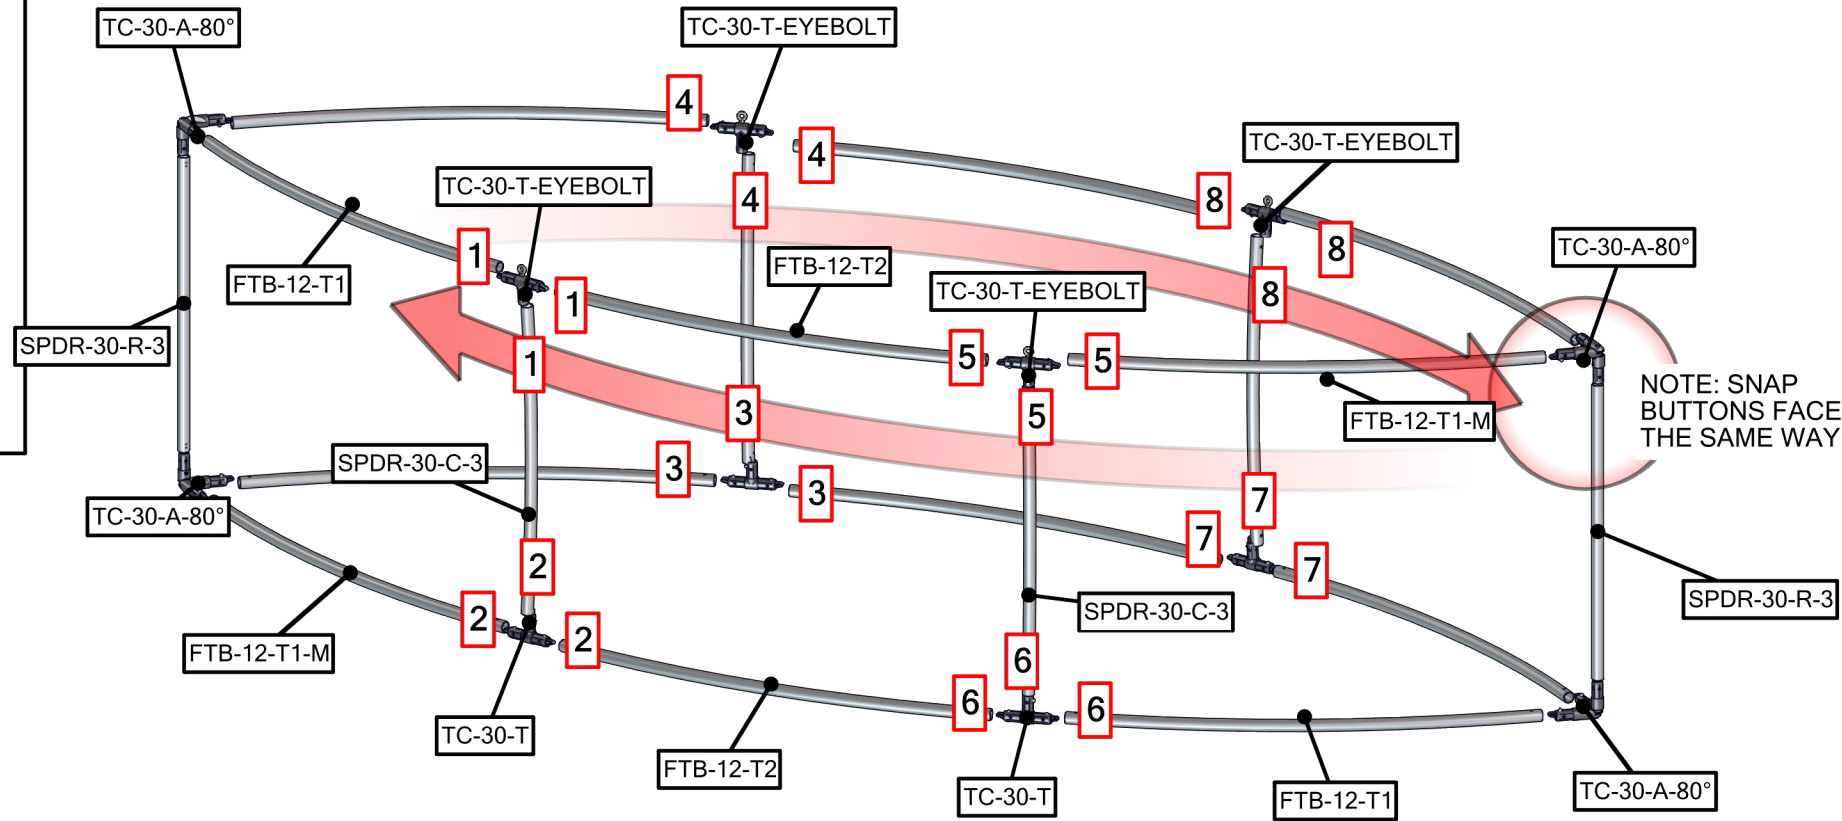 TC-30-A-80°
TC-30-T-EYEBOLT
4
4
TC-30-T-EYEBOLT
TC-30-T-EYEBOLT
4
8
8
TC-30-A-80°
1
FTB-12-T1
FTB-12-T2
1
TC-30-T-EYEBOLT
8
SPDR-30-R-3
1
5
5
NOTE: SNAP
BUTTONS FACE
THE SAME WAY
3
5
FTB-12-T1-M
SPDR-30-C-3
3
3
7
TC-30-A-80°
7
7
2
SPDR-30-C-3
SPDR-30-R-3
2
2
FTB-12-T1-M
6
6
6
TC-30-T
FTB-12-T2
TC-30-T
FTB-12-T1
TC-30-A-80°